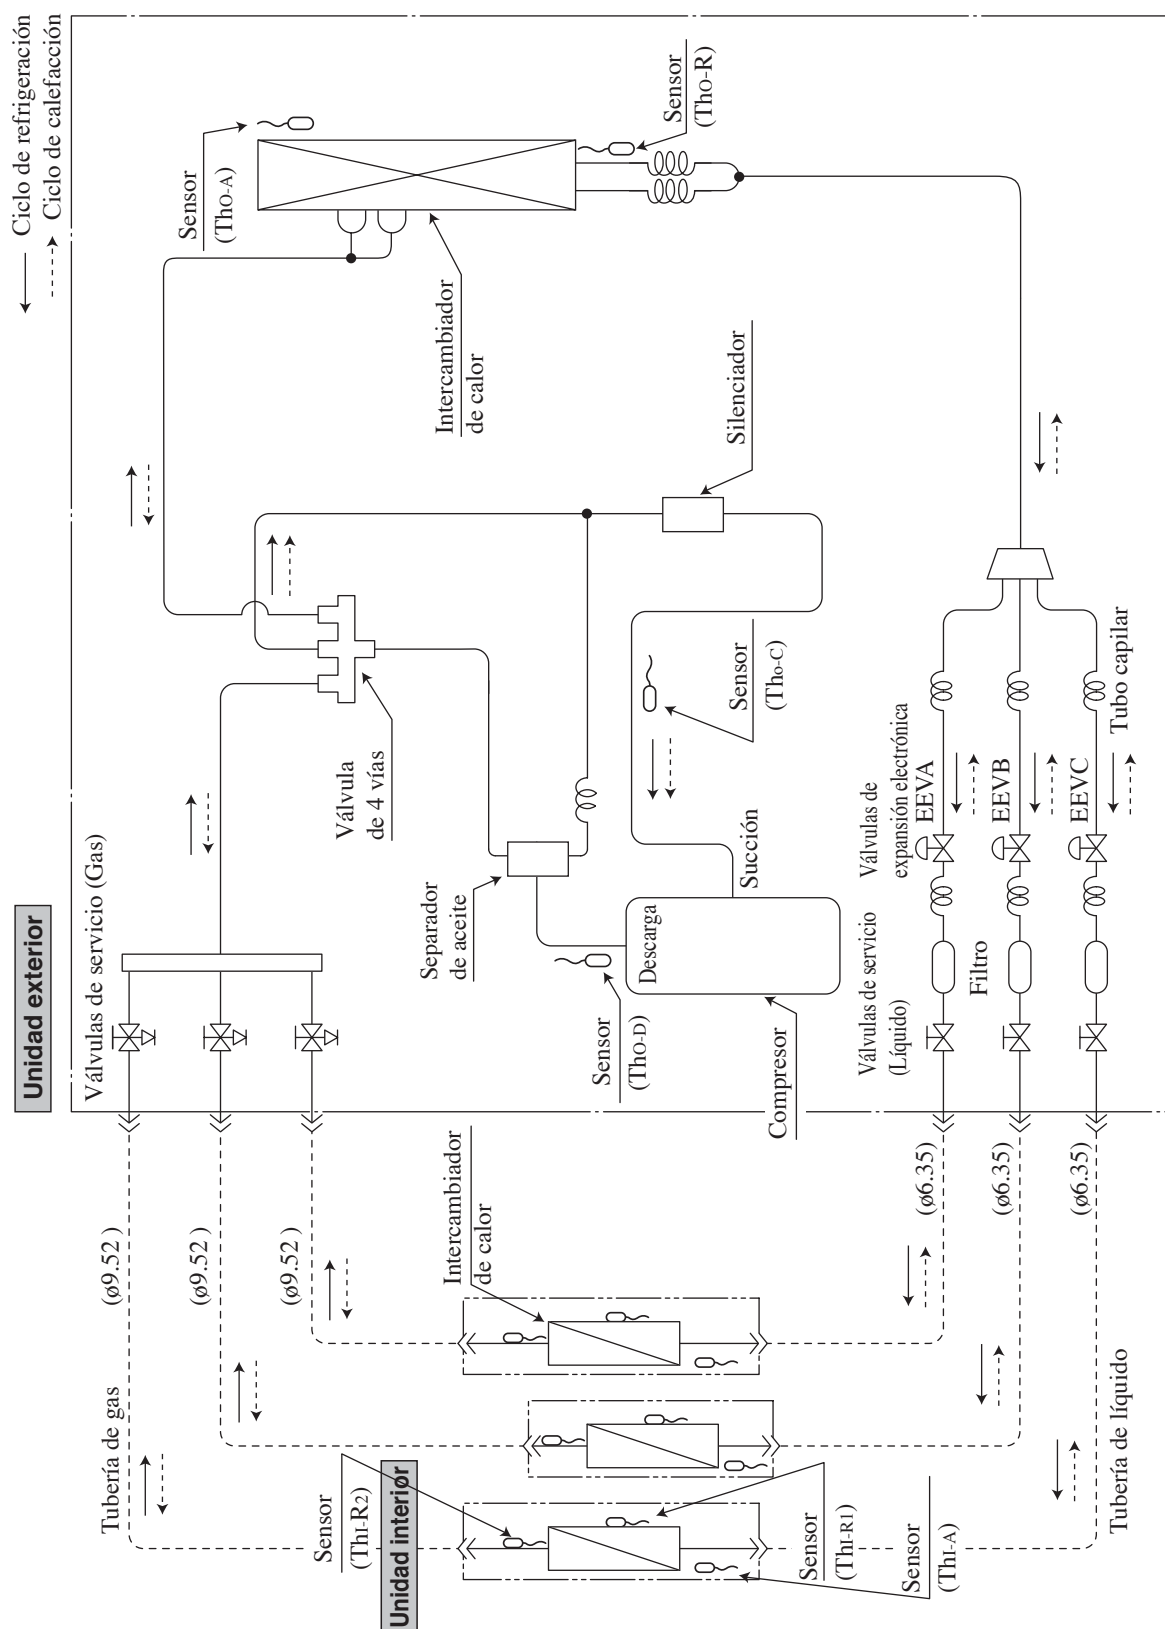 Ciclo de refrigeración
Ciclo de calefacción
Unidad exterior
Válvulas de servicio (Gas)
Válvula
de 4 vías
Sensor
(Tho-A)
Intercambiador
de calor
Sensor
(Tho-R)
Silenciador
Separador
de aceite
Sensor
(Tho-C)
Descarga
Succión
Sensor
(Tho-D)
Compresor
Válvulas de
expansión electrónica
EEVA
EEVB
EEVC
Tubo capilar
Válvulas de servicio
(Líquido)
Filtro
Tubería de gas
(ø9.52 )
(ø9.52 )
(ø9.52 )
Intercambiador
de calor
(ø6.35)
(ø6.35)
(ø6.35)
Sensor
(ThI-R2)
Unidad interior
Sensor
(ThI-R1)
Sensor
(ThI-A)
Tubería de líquido